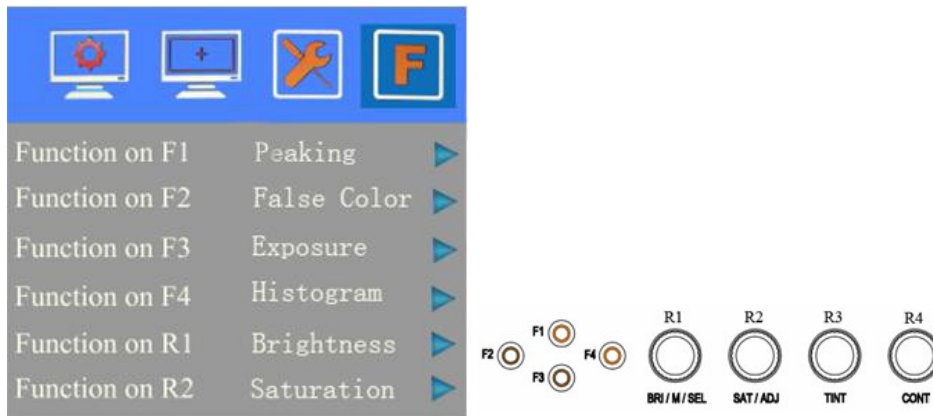 F
Function on F1 Peaking
Function on F2 False Color
Function on F3 Exposure
Function on F4 Histogram
Function on R1 Brightness
Function on R2 Saturation
F1
F2
F4
F3
R1 R2 R3 R4
BRI / M / SEL SAT / ADJ TINT CONT